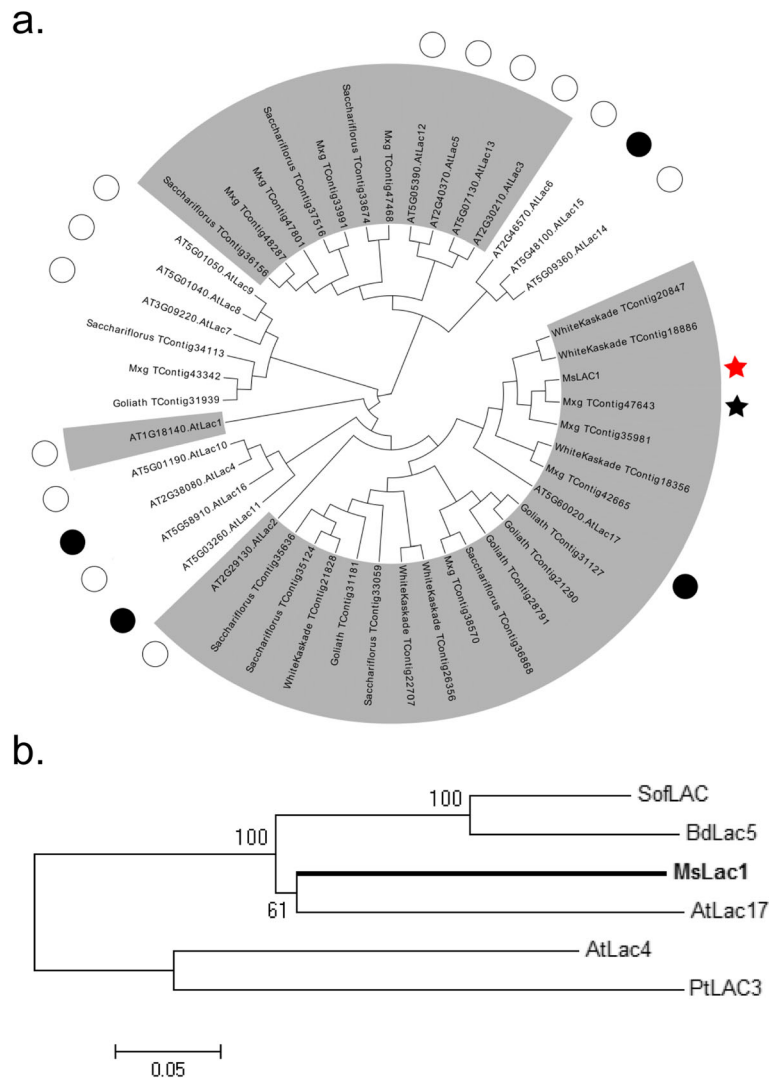 a.
Sacchariflorus TContig36156
Mxg TContig48287
Mxg TContig47801
Sacchariflorus TContig37516
Mxg TContig33991
Sacchariflorus TContig33674
Mxg TContig47468
AT5G05390.AtLac12
AT2G40370.AtLac5
AT5G07130.AtLac13
AT2G30210.AtLac3
AT2G46570.AtLac6
AT5G48100.AtLac15
AT5G09360.AtLac14
WhiteKaskade TContig20847
WhiteKaskade TContig18886
MsLAC1
Mxg TContig47643
Mxg TContig35981
WhiteKaskade TContig18356
Mxg TContig42665
AT5G60020.AtLac17
Goliath TContig31127
Goliath TContig21290
Goliath TContig28791
Sacchariflorus TContig36868
Mxg TContig38570
WhiteKaskade TContig26356
WhiteKaskade TContig22707
Sacchariflorus TContig33059
Goliath TContig31181
WhiteKaskade TContig21828
Sacchariflorus TContig35124
Sacchariflorus TContig35636
AT2G29130.AtLac2
AT5G03260.AtLac11
AT5G58910.AtLac16
AT2G38080.AtLac4
AT5G01190.AtLac10
AT1G18140.AtLac1
Goliath TContig31939
Mxg TContig43342
Sacchariflorus TContig34113
AT3G09220.AtLac7
AT5G01040.AtLac8
AT5G01050.AtLac9
b.
100
SofLAC
BdLac5
100
MsLac1
61
AtLac17
AtLac4
PtLAC3
0.05